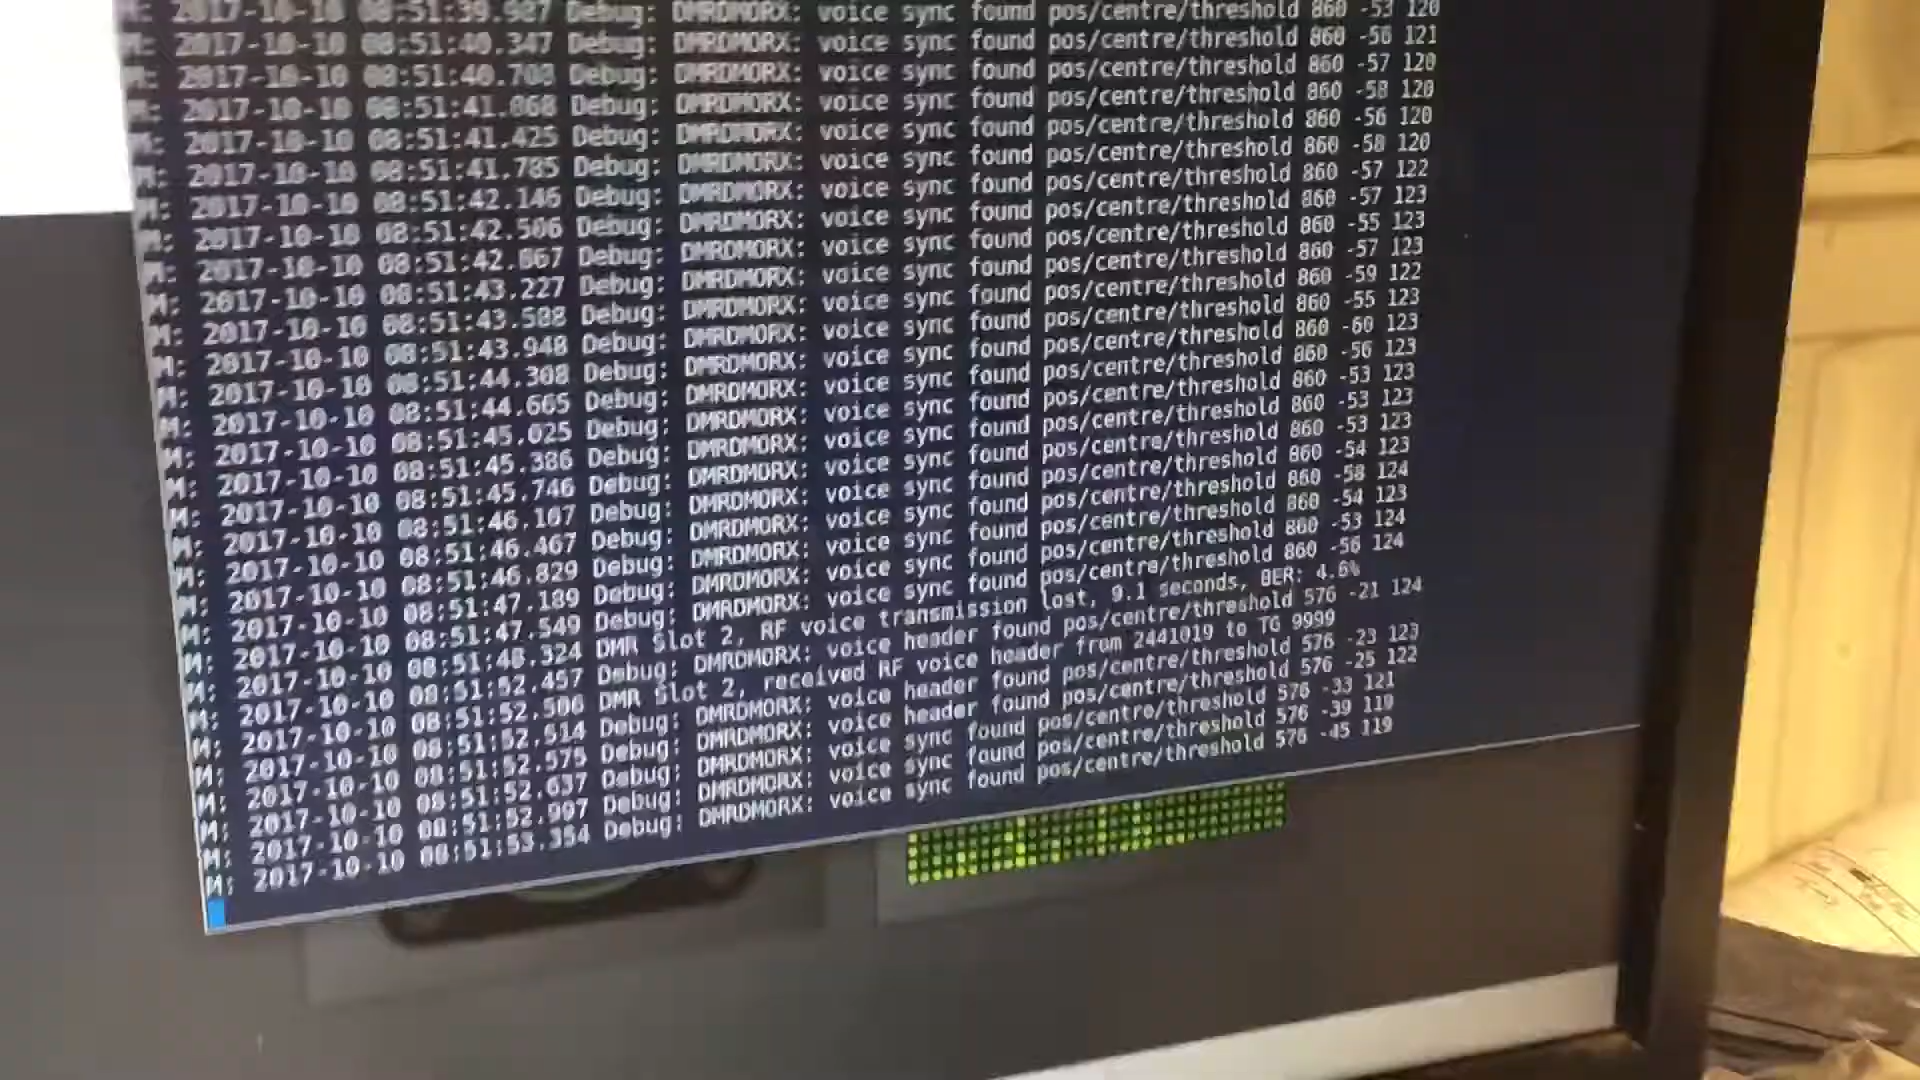 M: 2017-10-10 08:51:39.987 Debug: DMRDMORX: voice sync found pos/centre/threshold 860 -53 120
M: 2017-10-10 08:51:40.347 Debug: DMRDMORX: voice sync found pos/centre/threshold 860 -56 121
M: 2017-10-10 08:51:40.708 Debug: DMRDMORX: voice sync found pos/centre/threshold 860 -57 120
M: 2017-10-10 08:51:41.068 Debug: DMRDMORX: voice sync found pos/centre/threshold 860 -58 120
M: 2017-10-10 08:51:41.425 Debug: DMRDMORX: voice sync found pos/centre/threshold 860 -56 120
M: 2017-10-10 08:51:41.785 Debug: DMRDMORX: voice sync found pos/centre/threshold 860 -58 120
M: 2017-10-10 08:51:42.146 Debug: DMRDMORX: voice sync found pos/centre/threshold 860 -57 122
M: 2017-10-10 08:51:42.506 Debug: DMRDMORX: voice sync found pos/centre/threshold 860 -57 123
M: 2017-10-10 08:51:42.867 Debug: DMRDMORX: voice sync found pos/centre/threshold 860 -55 123
M: 2017-10-10 08:51:43.227 Debug: DMRDMORX: voice sync found pos/centre/threshold 860 -57 123
M: 2017-10-10 08:51:43.588 Debug: DMRDMORX: voice sync found pos/centre/threshold 860 -59 122
M: 2017-10-10 08:51:43.948 Debug: DMRDMORX: voice sync found pos/centre/threshold 860 -55 123
M: 2017-10-10 08:51:44.308 Debug: DMRDMORX: voice sync found pos/centre/threshold 860 -60 123
M: 2017-10-10 08:51:44.665 Debug: DMRDMORX: voice sync found pos/centre/threshold 860 -56 123
M: 2017-10-10 08:51:45.025 Debug: DMRDMORX: voice sync found pos/centre/threshold 860 -53 123
M: 2017-10-10 08:51:45.386 Debug: DMRDMORX: voice sync found pos/centre/threshold 860 -53 123
M: 2017-10-10 08:51:45.746 Debug: DMRDMORX: voice sync found pos/centre/threshold 860 -53 123
M: 2017-10-10 08:51:46.107 Debug: DMRDMORX: voice sync found pos/centre/threshold 860 -54 123
M: 2017-10-10 08:51:46.467 Debug: DMRDMORX: voice sync found pos/centre/threshold 860 -58 124
M: 2017-10-10 08:51:46.829 Debug: DMRDMORX: voice sync found pos/centre/threshold 860 -54 123
M: 2017-10-10 08:51:47.189 Debug: DMRDMORX: voice sync found pos/centre/threshold 860 -53 124
M: 2017-10-10 08:51:47.549 Debug: DMRDMORX: voice sync found pos/centre/threshold 860 -56 124
M: 2017-10-10 08:51:48.324 DMR Slot 2, RF voice transmission lost, 9.1 seconds, BER: 4.6%
M: 2017-10-10 08:51:52.457 Debug: DMRDMORX: voice header found pos/centre/threshold 576 -21 124
M: 2017-10-10 08:51:52.506 DMR Slot 2, received RF voice header from 2441019 to TG 9999
M: 2017-10-10 08:51:52.514 Debug: DMRDMORX: voice header found pos/centre/threshold 576 -23 123
M: 2017-10-10 08:51:52.575 Debug: DMRDMORX: voice header found pos/centre/threshold 576 -25 122
M: 2017-10-10 08:51:52.637 Debug: DMRDMORX: voice sync found pos/centre/threshold 576 -33 121
M: 2017-10-10 08:51:52.997 Debug: DMRDMORX: voice sync found pos/centre/threshold 576 -39 119
M: 2017-10-10 08:51:53.354 Debug: DMRDMORX: voice sync found pos/centre/threshold 576 -45 119